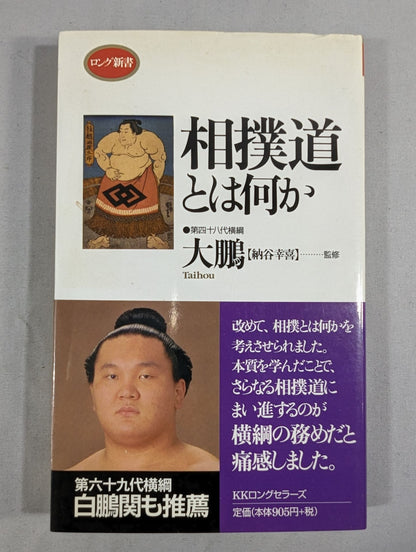 ロング新書
相撲道
とは何か
●第四十八代横綱
大鵬【納谷幸喜】………監修
Taihou
改めて、相撲とは何かを
考えさせられました。
本質を学んだことで、
さらなる相撲道に
まい進するのが
横綱の務めだと
痛感しました。
第六十九代横綱
白鵬関も推薦
KKロングセラーズ
定価(本体905円+税)